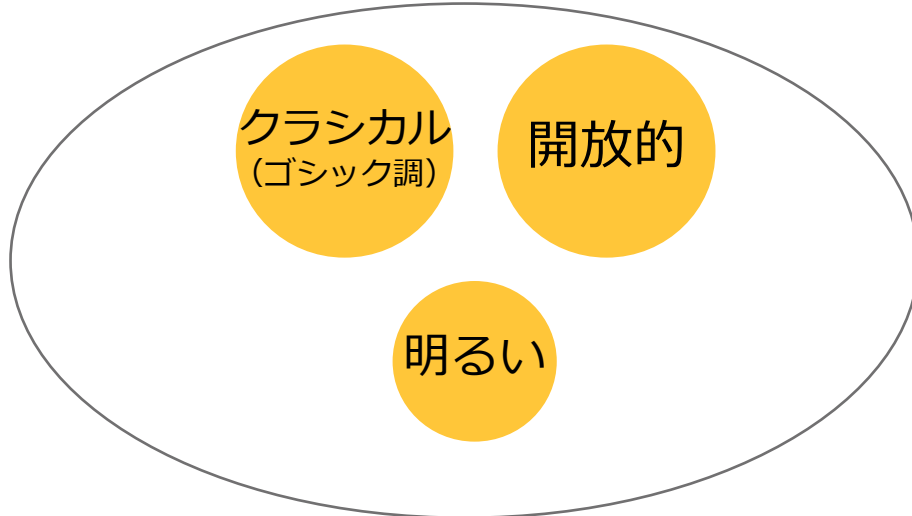 クラシカル
（ゴシック調）
開放的
明るい